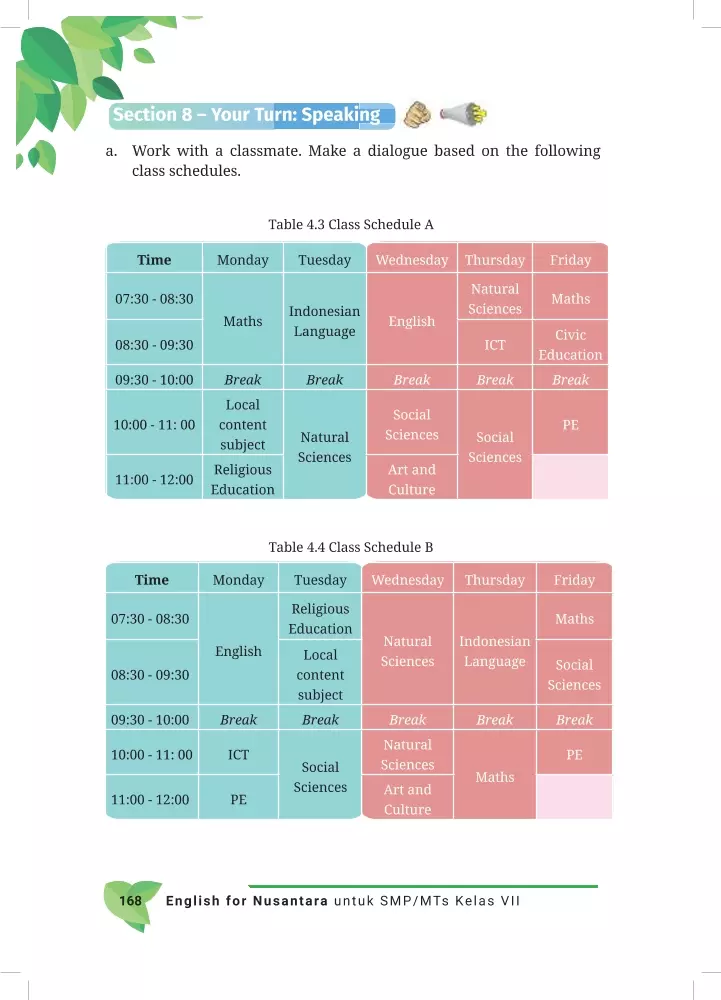 Section 8 – Your Turn: Speaking
a. Work with a classmate. Make a dialogue based on the following
class schedules.
Table 4.3 Class Schedule A
Time Monday Tuesday Wednesday Thursday Friday
07:30 - 08:30
Maths
Indonesian
Language
English
Natural
Sciences
Maths
08:30 - 09:30
ICT
Civic
Education
09:30 - 10:00 Break Break Break Break Break
10:00 - 11: 00
Local
content
subject
Natural
Sciences
Social
Sciences
Social
Sciences
PE
11:00 - 12:00
Religious
Education
Art and
Culture
Table 4.4 Class Schedule B
Time Monday Tuesday Wednesday Thursday Friday
07:30 - 08:30
English
Religious
Education
Natural
Sciences
Indonesian
Language
Maths
08:30 - 09:30
Local
content
subject
Social
Sciences
09:30 - 10:00 Break Break Break Break Break
10:00 - 11: 00
ICT
Social
Sciences
Natural
Sciences
Maths
PE
11:00 - 12:00
PE
Art and
Culture
168 English for Nusantara untuk SMP/MTs Kelas VII